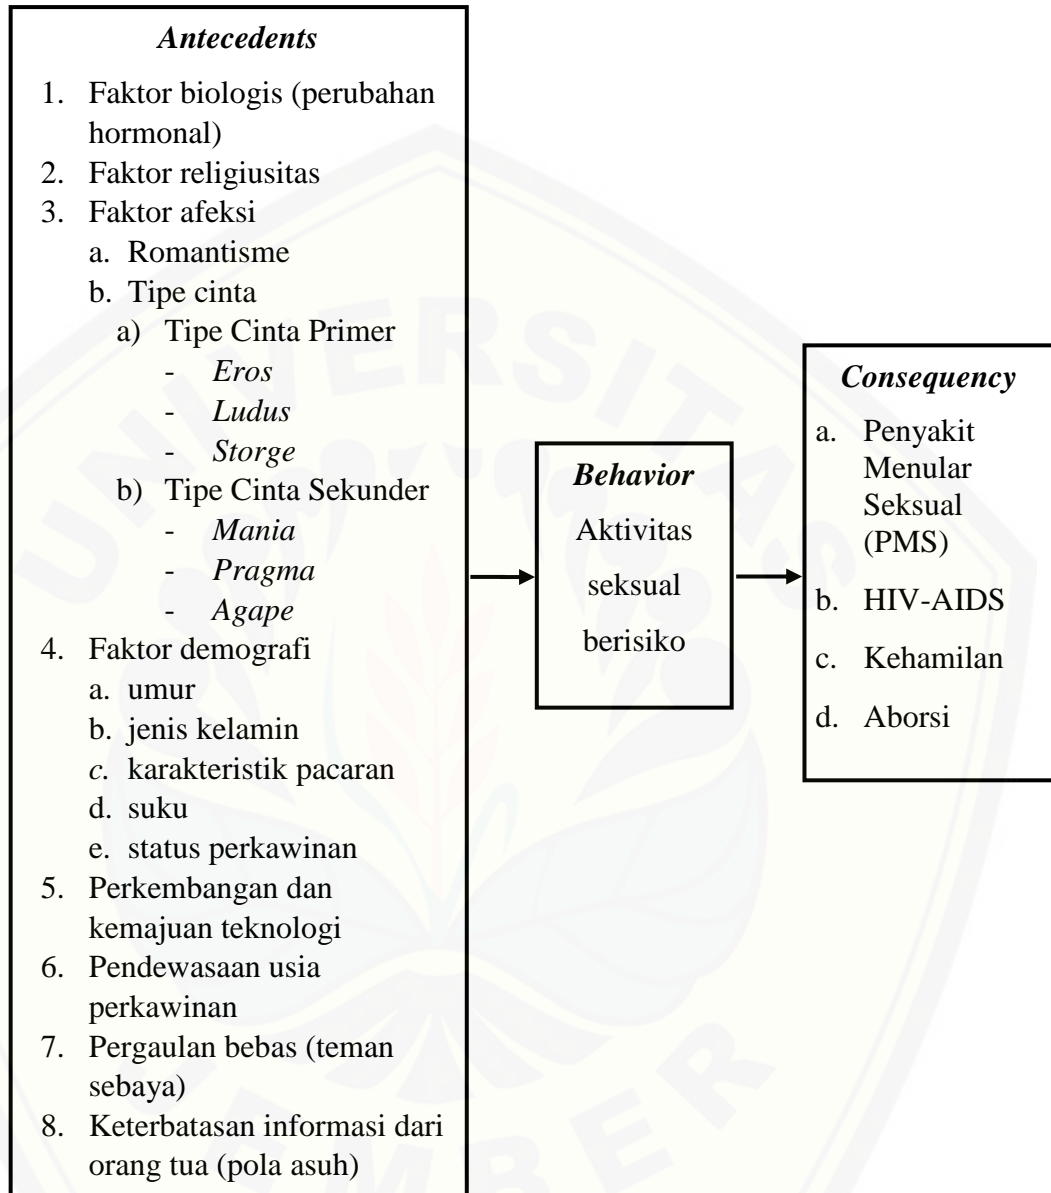 Antecedents
1. Faktor biologis (perubahan
hormonal)
2. Faktor religiusitas
3. Faktor afeksi
a. Romantisme
b. Tipe cinta
a) Tipe Cinta Primer
- Eros
- Ludus
- Storge
b) Tipe Cinta Sekunder
- Mania
- Pragma
- Agape
4. Faktor demografi
a. umur
b. jenis kelamin
c. karakteristik pacaran
d. suku
e. status perkawinan
5. Perkembangan dan
kemajuan teknologi
6. Pendewasaan usia
perkawinan
7. Pergaulan bebas (teman
sebaya)
8. Keterbatasan informasi dari
orang tua (pola asuh)
Behavior
Aktivitas
seksual
berisiko
Consequency
a. Penyakit
Menular
Seksual
(PMS)
b. HIV-AIDS
c. Kehamilan
d. Aborsi
UNIVERSITAS
JEMBER